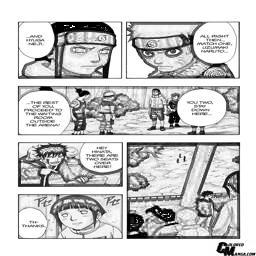 ALL RIGHT
THEN...
MATCH ONE,
UZUMAKI
NARUTO...
...AND
HYUGA
NEJI.
YOU TWO,
STAY
DOWN
HERE...
...THE REST
OF YOU,
PROCEED TO
THE WAITING
ROOM
OUTSIDE
THE ARENA!
HEY
HINATA,
THERE ARE
TWO SEATS
OVER
HERE!
TH-
THANKS.
COLORED
MANGA.COM